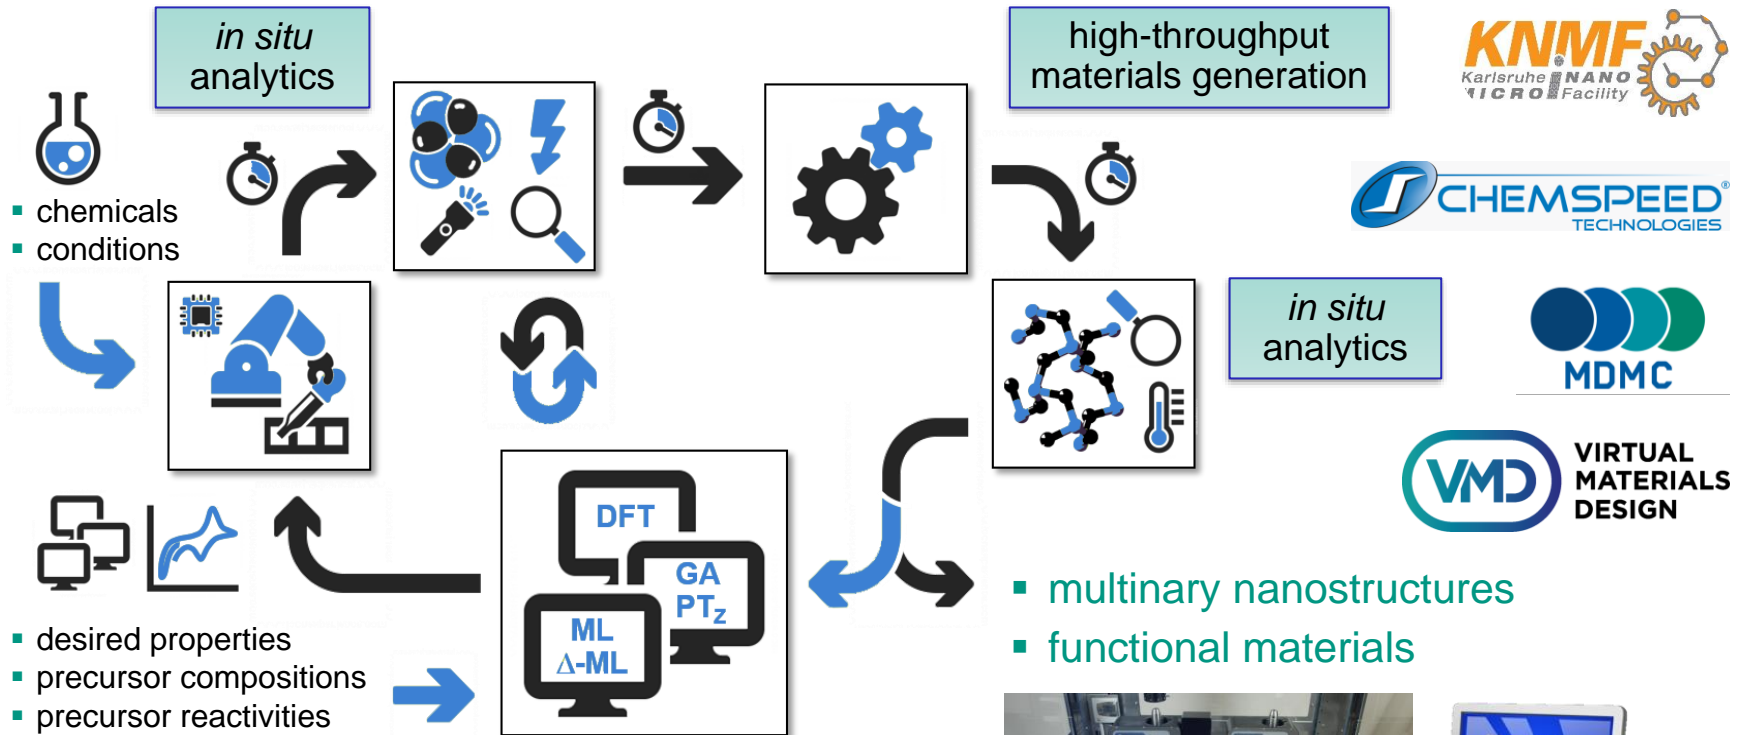 in situ
analytics
high-throughput
materials generation
KNMF
Karlsruhe NANO
MICRO Facility
chemicals
conditions
CHEMSPEED®
TECHNOLOGIES
in situ
analytics
MDMC
VMD
VIRTUAL
MATERIALS
DESIGN
DFT
GA
PTz
ML
Δ-ML
multinary nanostructures
functional materials
desired properties
precursor compositions
precursor reactivities